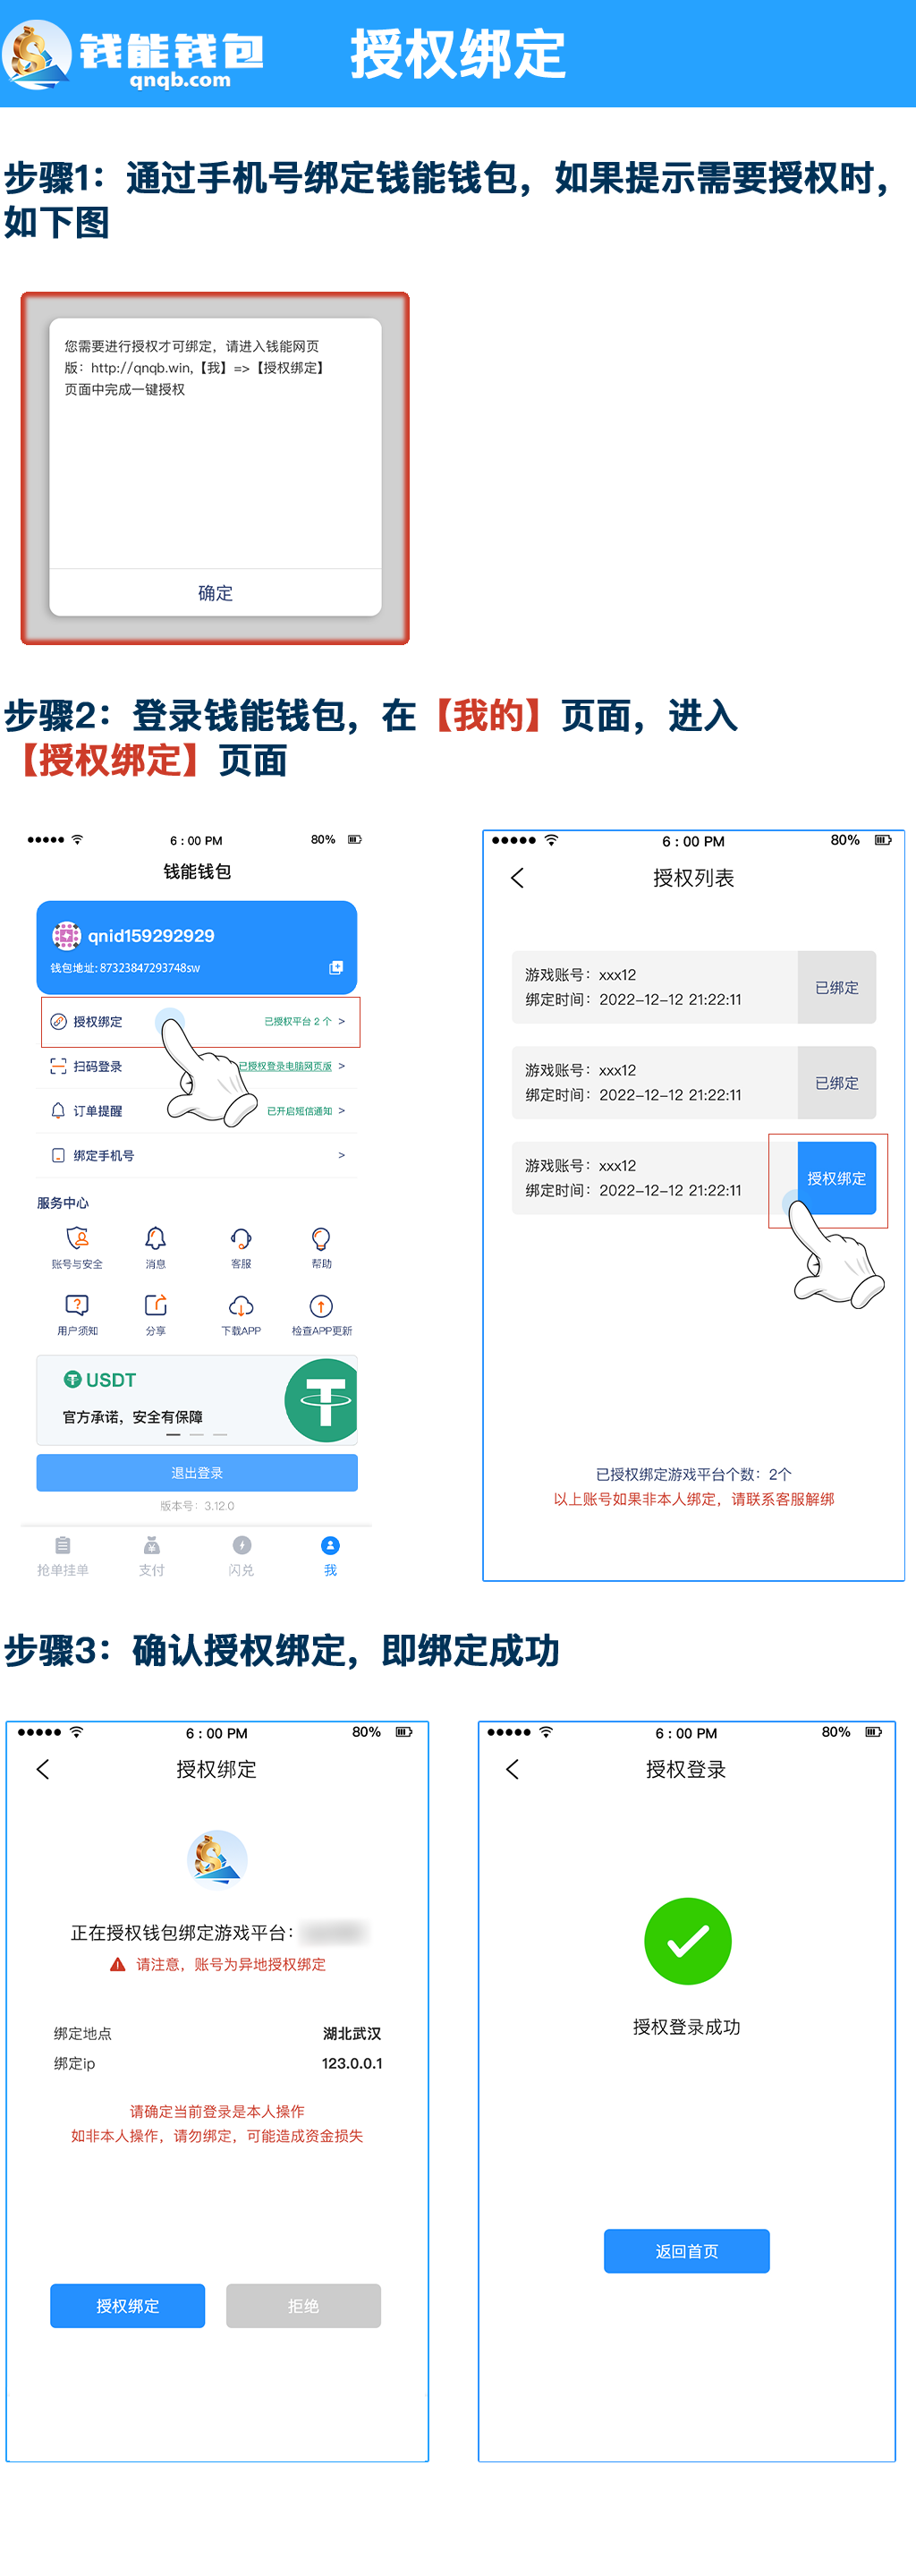 钱能钱包
qnqb.com
授权绑定
步骤1：通过手机号绑定钱能钱包，如果提示需要授权时，
如下图
您需要进行授权才可绑定，请进入钱能网页
版：http://qnqb.win,【我】=>【授权绑定】
页面中完成一键授权
确定
步骤2：登录钱能钱包，在【我的】页面，进入
【授权绑定】页面
6:00 PM
80%
钱能钱包
qnid159292929
钱包地址: 87323847293748sw
授权绑定
已授权平台 2 个 >
扫码登录
已授权登录电脑网页版 >
订单提醒
已开启短信通知 >
绑定手机号
>
服务中心
账号与安全
消息
客服
帮助
用户须知
分享
下载APP
检查APP更新
USDT
官方承诺，安全有保障
退出登录
版本号：3.12.0
抢单挂单
支付
闪兑
我
6:00 PM
80%
授权列表
游戏账号：xxx12
绑定时间：2022-12-12 21:22:11
已绑定
游戏账号：xxx12
绑定时间：2022-12-12 21:22:11
已绑定
游戏账号：xxx12
绑定时间：2022-12-12 21:22:11
授权绑定
已授权绑定游戏平台个数：2个
以上账号如果非本人绑定，请联系客服解绑
步骤3：确认授权绑定，即绑定成功
6:00 PM
80%
授权绑定
正在授权钱包绑定游戏平台：
请注意，账号为异地授权绑定
绑定地点
湖北武汉
绑定ip
123.0.0.1
请确定当前登录是本人操作
如非本人操作，请勿绑定，可能造成资金损失
授权绑定
拒绝
6:00 PM
80%
授权登录
授权登录成功
返回首页